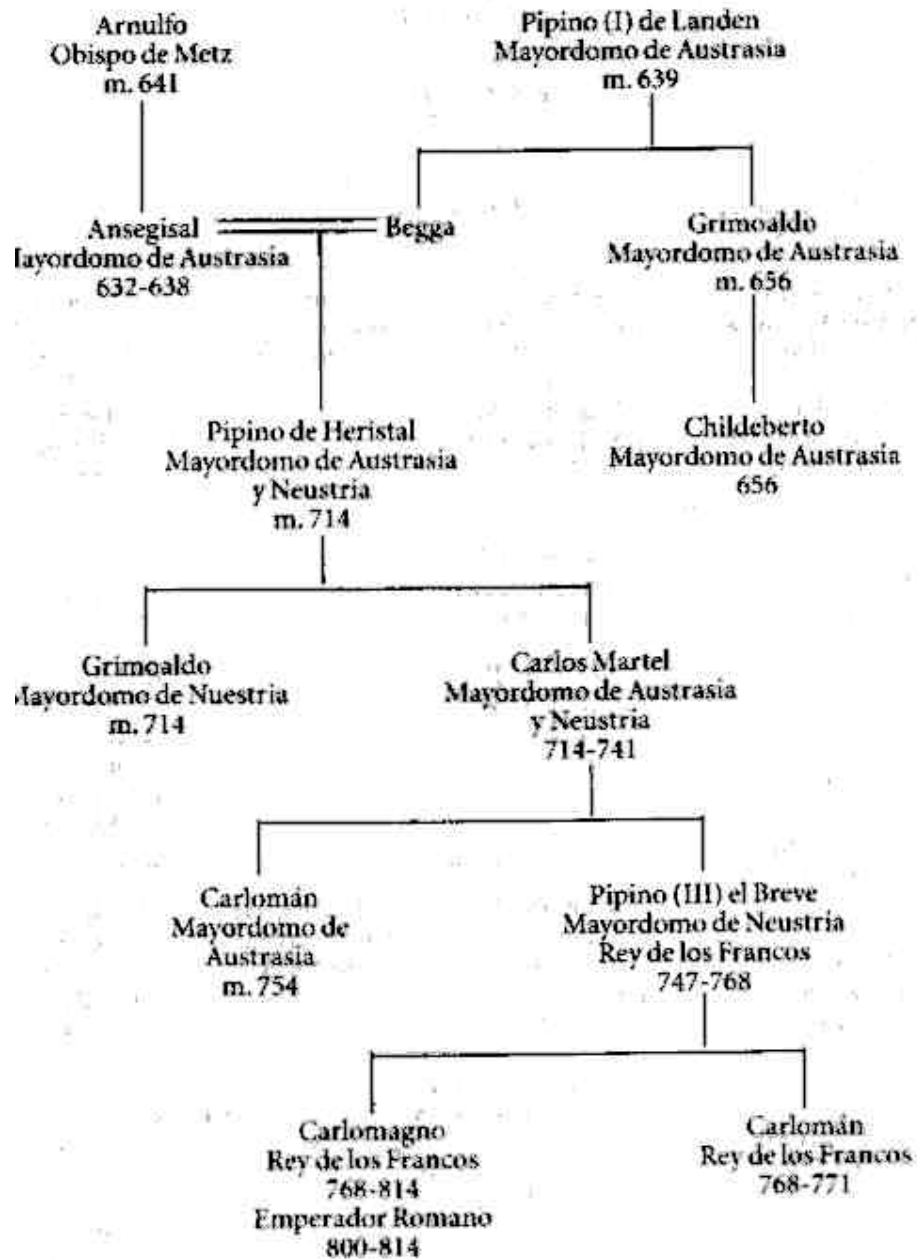 Arnulfo
Obispo de Metz
m. 641
Pipino (I) de Landen
Mayordomo de Austrasia
m. 639
Ansegisal
Mayordomo de Austrasia
632-638
Begga
Grimoaldo
Mayordomo de Austrasia
m. 656
Pipino de Heristal
Mayordomo de Austrasia
y Neustria
m. 714
Childeberto
Mayordomo de Austrasia
656
Grimoaldo
Mayordomo de Nuestria
m. 714
Carlos Martel
Mayordomo de Austrasia
y Neustria
714-741
Carlomán
Mayordomo de
Austrasia
m. 754
Pipino (III) el Breve
Mayordomo de Neustria
Rey de los Francos
747-768
Carlomagno
Rey de los Francos
768-814
Emperador Romano
800-814
Carlomán
Rey de los Francos
768-771